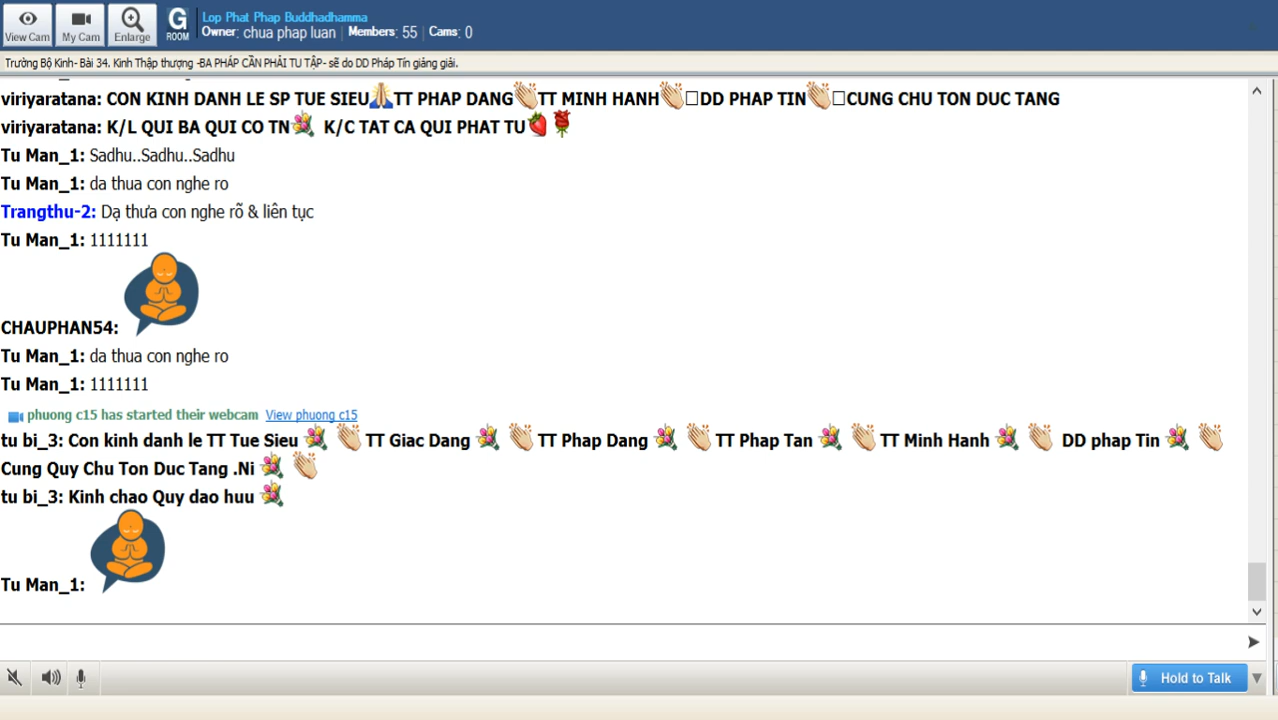 Lop Phat Phap Buddhadhamma
Owner: chua phap luan | Members: 55 | Cams: 0
View Cam
My Cam
Enlarge
G
ROOM
Trường Bộ Kinh- Bài 34. Kinh Thập thượng -BA PHÁP CẦN PHẢI TU TẬP- sẽ do DD Pháp Tín giảng giải.
viriyaratana: CON KINH DANH LE SP TUE SIEU🙏TT PHAP DANG👏TT MINH HANH👏□DD PHAP TIN👏□CUNG CHU TON DUC TANG
viriyaratana: K/L QUI BA QUI CO TN💐 K/C TAT CA QUI PHAT TU🍓🌹
Tu Man_1: Sadhu..Sadhu..Sadhu
Tu Man_1: da thua con nghe ro
Trangthu-2: Dạ thưa con nghe rõ & liên tục
Tu Man_1: 1111111
CHAUPHAN54:
Tu Man_1: da thua con nghe ro
Tu Man_1: 1111111
phuong c15 has started their webcam View phuong c15
tu bi_3: Con kinh danh le TT Tue Sieu 💐 👏 TT Giac Dang 💐 👏 TT Phap Dang 💐 👏 TT Phap Tan 💐 👏 TT Minh Hanh 💐 👏 DD phap Tin 💐 👏
Cung Quy Chu Ton Duc Tang .Ni 💐 👏
tu bi_3: Kinh chao Quy dao huu 💐
Tu Man_1:
Hold to Talk